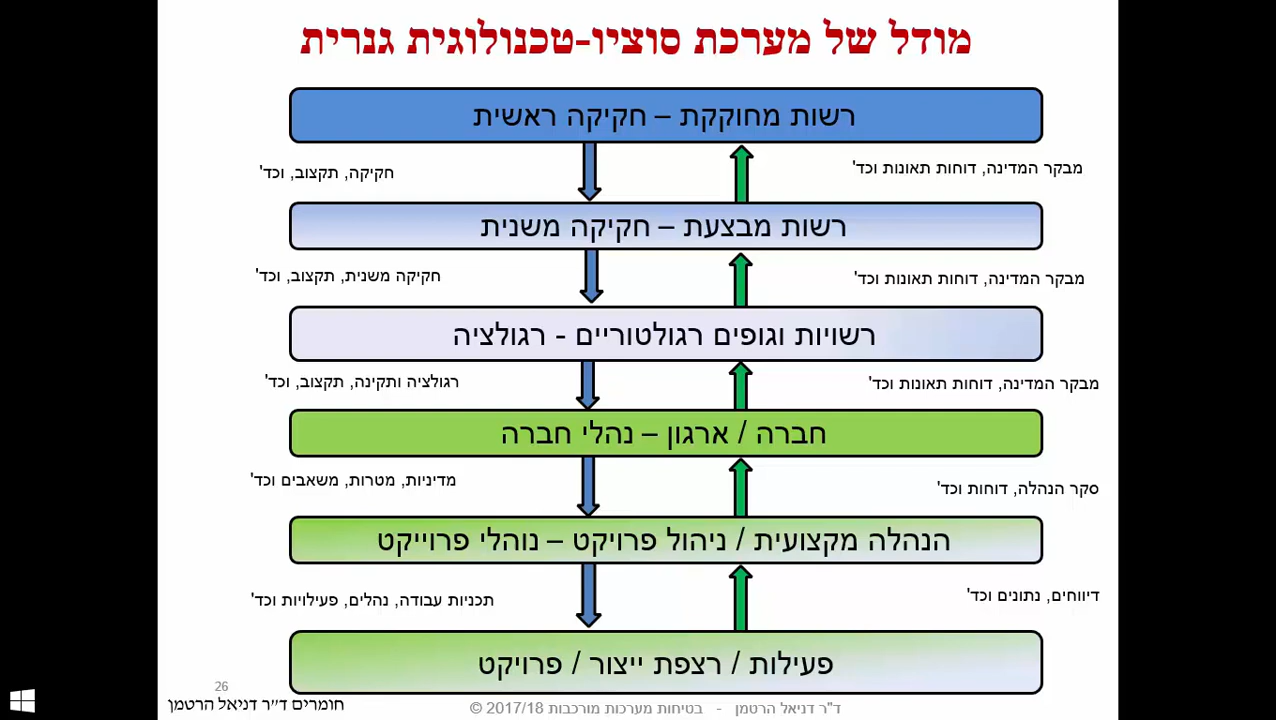 מודל של מערכת סוציו-טכנולוגית גנרית
רשות מחוקקת – חקיקה ראשית
מבקר המדינה, דוחות תאונות וכד'
חקיקה, תקצוב, וכד'
רשות מבצעת – חקיקה משנית
מבקר המדינה, דוחות תאונות וכד'
חקיקה משנית, תקצוב, וכד'
רשויות וגופים רגולטוריים - רגולציה
מבקר המדינה, דוחות תאונות וכד'
רגולציה ותקינה, תקצוב, וכד'
חברה / ארגון – נהלי חברה
סקר הנהלה, דוחות וכד'
מדיניות, מטרות, משאבים וכד'
הנהלה מקצועית / ניהול פרויקט – נוהלי פרוייקט
דיווחים, נתונים וכד'
תכניות עבודה, נהלים, פעילויות וכד'
פעילות / רצפת ייצור / פרויקט
26
חומרים ד״ר דניאל הרטמן
ד"ר דניאל הרטמן - בטיחות מערכות מורכבות 2017/18 ©